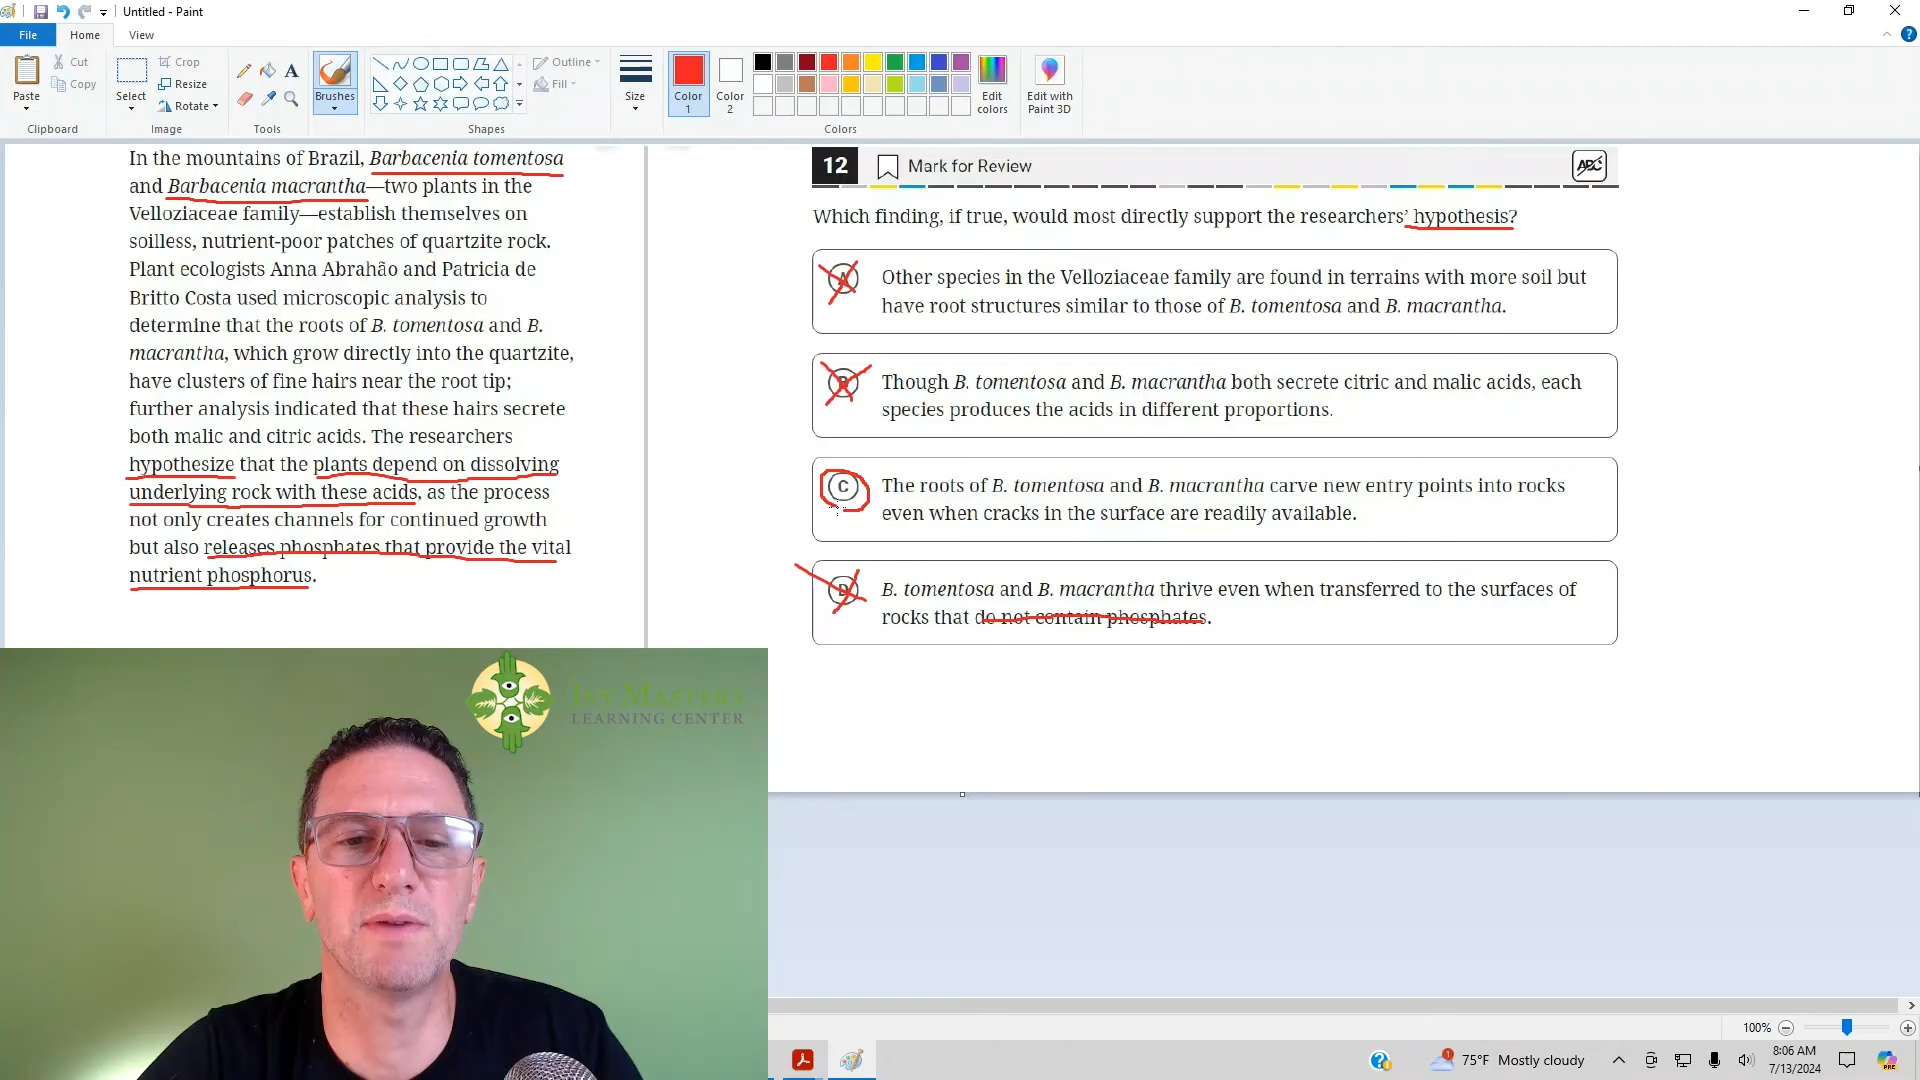 Untitled - Paint
File
Home
View
Paste
Cut
Copy
Clipboard
Select
Crop
Resize
Rotate
Image
Tools
Brushes
Outline
Fill
Shapes
Size
Color
1
Color
2
Edit
colors
Colors
Edit with
Paint 3D
In the mountains of Brazil, Barbacenia tomentosa
and Barbacenia macrantha—two plants in the
Velloziaceae family—establish themselves on
soilless, nutrient-poor patches of quartzite rock.
Plant ecologists Anna Abrahão and Patricia de
Britto Costa used microscopic analysis to
determine that the roots of B. tomentosa and B.
macrantha, which grow directly into the quartzite,
have clusters of fine hairs near the root tip;
further analysis indicated that these hairs secrete
both malic and citric acids. The researchers
hypothesize that the plants depend on dissolving
underlying rock with these acids, as the process
not only creates channels for continued growth
but also releases phosphates that provide the vital
nutrient phosphorus.
12
Mark for Review
ABC
Which finding, if true, would most directly support the researchers' hypothesis?
A
Other species in the Velloziaceae family are found in terrains with more soil but
have root structures similar to those of B. tomentosa and B. macrantha.
B
Though B. tomentosa and B. macrantha both secrete citric and malic acids, each
species produces the acids in different proportions.
C
The roots of B. tomentosa and B. macrantha carve new entry points into rocks
even when cracks in the surface are readily available.
D
B. tomentosa and B. macrantha thrive even when transferred to the surfaces of
rocks that do not contain phosphates.
IVY MASTERS
LEARNING CENTER
100%
1
75°F Mostly cloudy
8:06 AM
7/13/2024
PRE